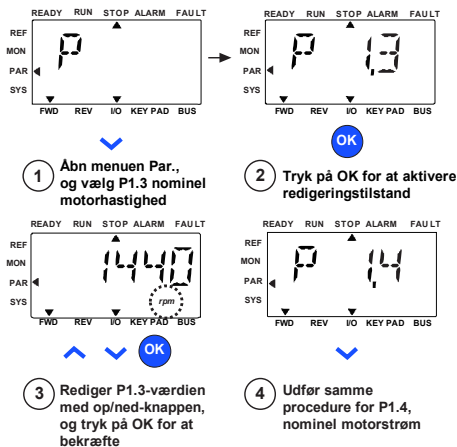 READY RUN STOP ALARM FAULT
REF
MON
PAR
SYS
P
FWD REV I/O KEYPAD BUS
1
Åbn menuen Par.,
og vælg P1.3 nominel
motorhastighed
READY RUN STOP ALARM FAULT
REF
MON
PAR
SYS
P 1,3
FWD REV I/O KEYPAD BUS
OK
2
Tryk på OK for at aktivere
redigeringstilstand
READY RUN STOP ALARM FAULT
REF
MON
PAR
SYS
1440
rpm
FWD REV I/O KEYPAD BUS
OK
3
Rediger P1.3-værdien
med op/ned-knappen,
og tryk på OK for at
bekræfte
READY RUN STOP ALARM FAULT
REF
MON
PAR
SYS
P 1,4
FWD REV I/O KEYPAD BUS
4
Udfør samme
procedure for P1.4,
nominel motorstrøm